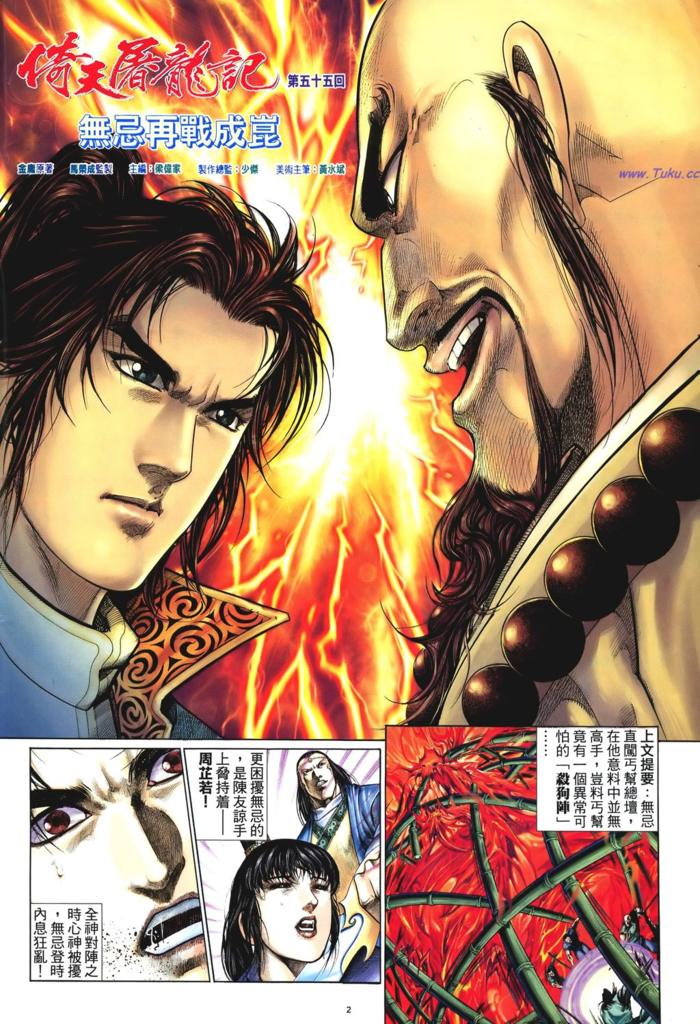 倚天屠龍記
第五十五回
無忌再戰成崑
金庸原著　馬榮成監製　主編：梁偉家　製作總監：少傑　美術主筆：黃水斌
www.Tuku.cc
上文提要：無忌
直闖丐幫總壇，
在他意料中並無
高手，豈料丐幫
竟有一個異常可
怕的「殺狗陣」
……
更困擾無忌的
，是陳友諒手
上脅持着——
周芷若！
全神對陣之
時心神被擾
，無忌登時
內息狂亂！
2